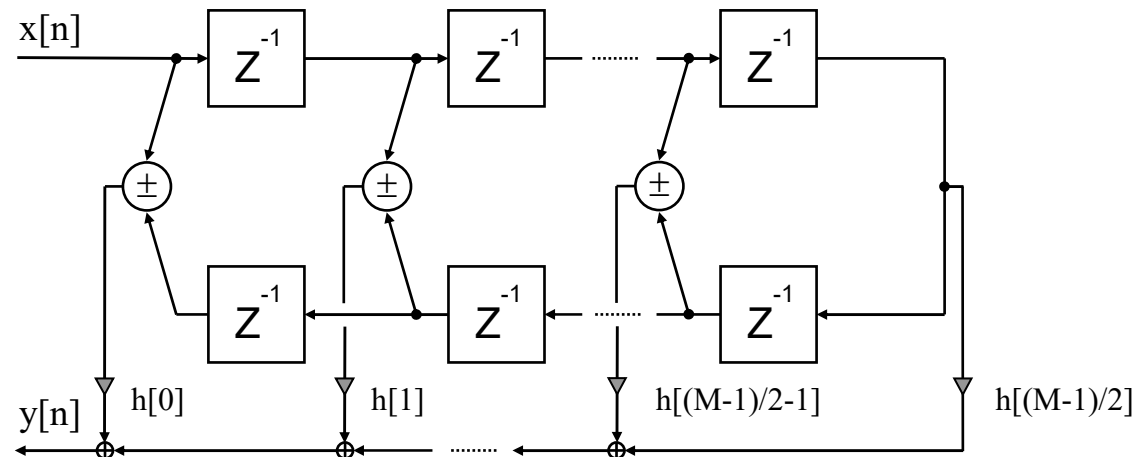 x[n]
Z⁻¹ Z⁻¹ ........ Z⁻¹
± ± ±
Z⁻¹ Z⁻¹ ........ Z⁻¹
h[0] h[1] h[(M-1)/2-1] h[(M-1)/2]
y[n]